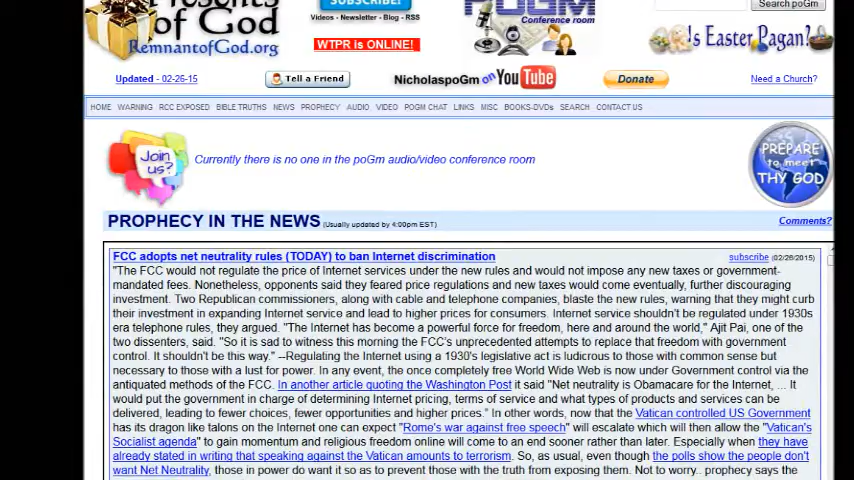 Presents
of God
RemnantofGod.org
SUBSCRIBE!
Videos - Newsletter - Blog - RSS
WTPR is ONLINE!
POGM
Conference room
Search poGm
Is Easter Pagan?
Updated - 02-26-15
Tell a Friend
NicholaspoGm on YouTube
Donate
Need a Church?
HOME WARNING RCC EXPOSED BIBLE TRUTHS NEWS PROPHECY AUDIO VIDEO POGM CHAT LINKS MISC BOOKS-DVDs SEARCH CONTACT US
Join us?
Currently there is no one in the poGm audio/video conference room
PREPARE
to meet
THY GOD
PROPHECY IN THE NEWS (Usually updated by 4:00pm EST)
Comments?
FCC adopts net neutrality rules (TODAY) to ban Internet discrimination
subscribe (02/26/2015)
"The FCC would not regulate the price of Internet services under the new rules and would not impose any new taxes or government-
mandated fees. Nonetheless, opponents said they feared price regulations and new taxes would come eventually, further discouraging
investment. Two Republican commissioners, along with cable and telephone companies, blaste the new rules, warning that they might curb
their investment in expanding Internet service and lead to higher prices for consumers. Internet service shouldn't be regulated under 1930s
era telephone rules, they argued. "The Internet has become a powerful force for freedom, here and around the world," Ajit Pai, one of the
two dissenters, said. "So it is sad to witness this morning the FCC's unprecedented attempts to replace that freedom with government
control. It shouldn't be this way." --Regulating the Internet using a 1930's legislative act is ludicrous to those with common sense but
necessary to those with a lust for power. In any event, the once completely free World Wide Web is now under Government control via the
antiquated methods of the FCC. In another article quoting the Washington Post it said "Net neutrality is Obamacare for the Internet, ... It
would put the government in charge of determining Internet pricing, terms of service and what types of products and services can be
delivered, leading to fewer choices, fewer opportunities and higher prices." In other words, now that the Vatican controlled US Government
has its dragon like talons on the Internet one can expect "Rome's war against free speech" will escalate which will then allow the "Vatican's
Socialist agenda" to gain momentum and religious freedom online will come to an end sooner rather than later. Especially when they have
already stated in writing that speaking against the Vatican amounts to terrorism. So, as usual, even though the polls show the people don't
want Net Neutrality, those in power do want it so as to prevent those with the truth from exposing them. Not to worry.. prophecy says the